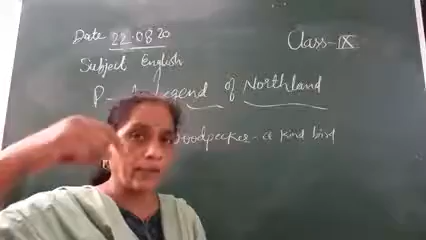 Date 22.08.20
Class-IX
Subject English
Legend of Northland
Woodpecker - a kind bird